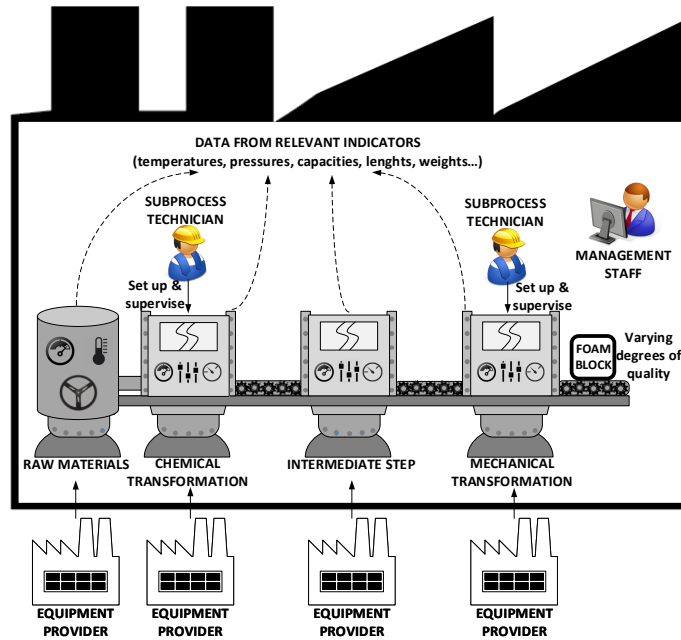 DATA FROM RELEVANT INDICATORS
(temperatures, pressures, capacities, lenghts, weights...)
SUBPROCESS
TECHNICIAN
SUBPROCESS
TECHNICIAN
MANAGEMENT
STAFF
Set up &
supervise
Set up &
supervise
FOAM
BLOCK
Varying
degrees of
quality
RAW MATERIALS
CHEMICAL
TRANSFORMATION
INTERMEDIATE STEP
MECHANICAL
TRANSFORMATION
EQUIPMENT
PROVIDER
EQUIPMENT
PROVIDER
EQUIPMENT
PROVIDER
EQUIPMENT
PROVIDER